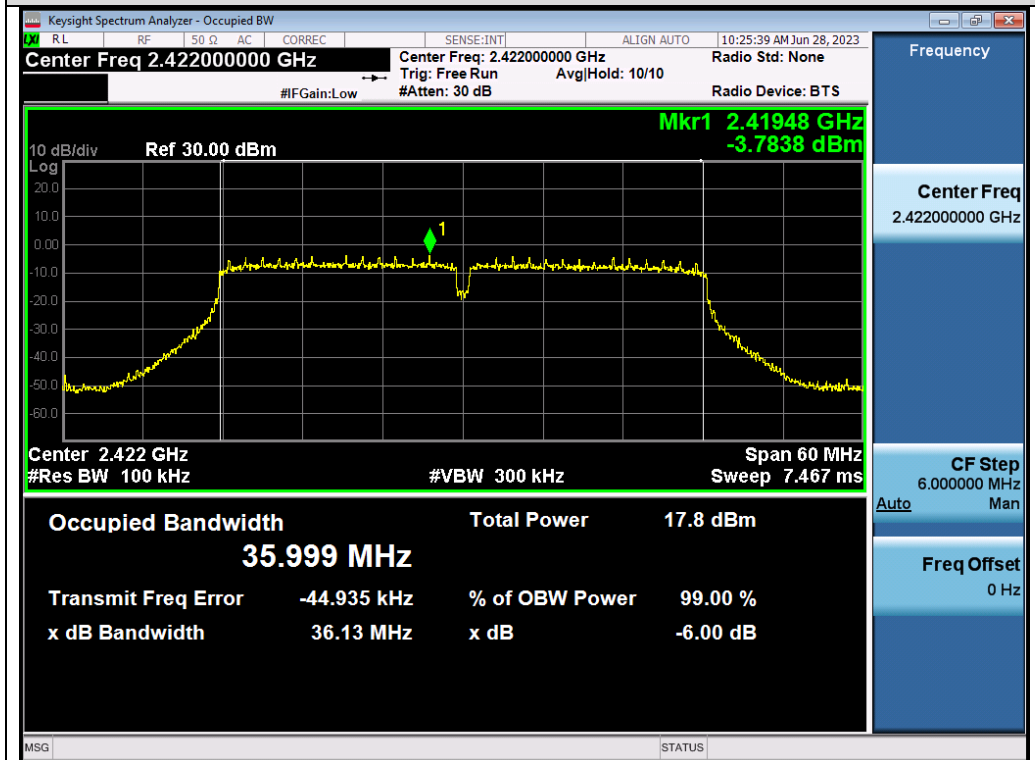 Keysight Spectrum Analyzer - Occupied BW
LXI RL RF 50 Ω AC CORREC SENSE:INT ALIGN AUTO 10:25:39 AM Jun 28, 2023
Center Freq 2.422000000 GHz
Center Freq: 2.422000000 GHz
Radio Std: None
Trig: Free Run Avg|Hold: 10/10
#IFGain:Low
#Atten: 30 dB
Radio Device: BTS
Mkr1 2.41948 GHz
-3.7838 dBm
10 dB/div Ref 30.00 dBm
Log
20.0
10.0
0.00
-10.0
-20.0
-30.0
-40.0
-50.0
-60.0
1
Center 2.422 GHz Span 60 MHz
#Res BW 100 kHz #VBW 300 kHz Sweep 7.467 ms
Occupied Bandwidth Total Power 17.8 dBm
35.999 MHz
Transmit Freq Error -44.935 kHz % of OBW Power 99.00 %
x dB Bandwidth 36.13 MHz x dB -6.00 dB
Frequency
Center Freq
2.422000000 GHz
CF Step
6.000000 MHz
Auto Man
Freq Offset
0 Hz
MSG STATUS